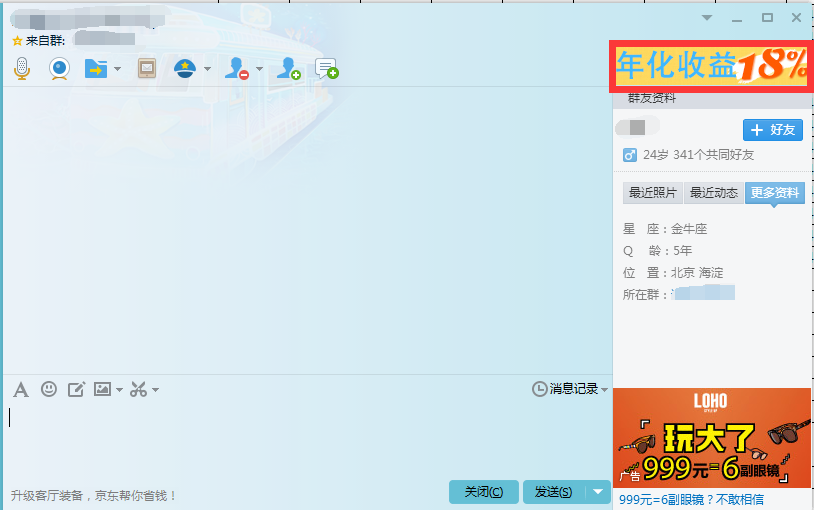 来自群:
年化收益18%
群友资料
+ 好友
24岁 341个共同好友
最近照片 最近动态 更多资料
星 座：金牛座
Q 龄：5年
位 置：北京 海淀
所在群：
消息记录
LOHO
玩大了
999元=6副眼镜
广告
升级客厅装备，京东帮你省钱！
关闭(C) 发送(S)
999元=6副眼镜？不敢相信